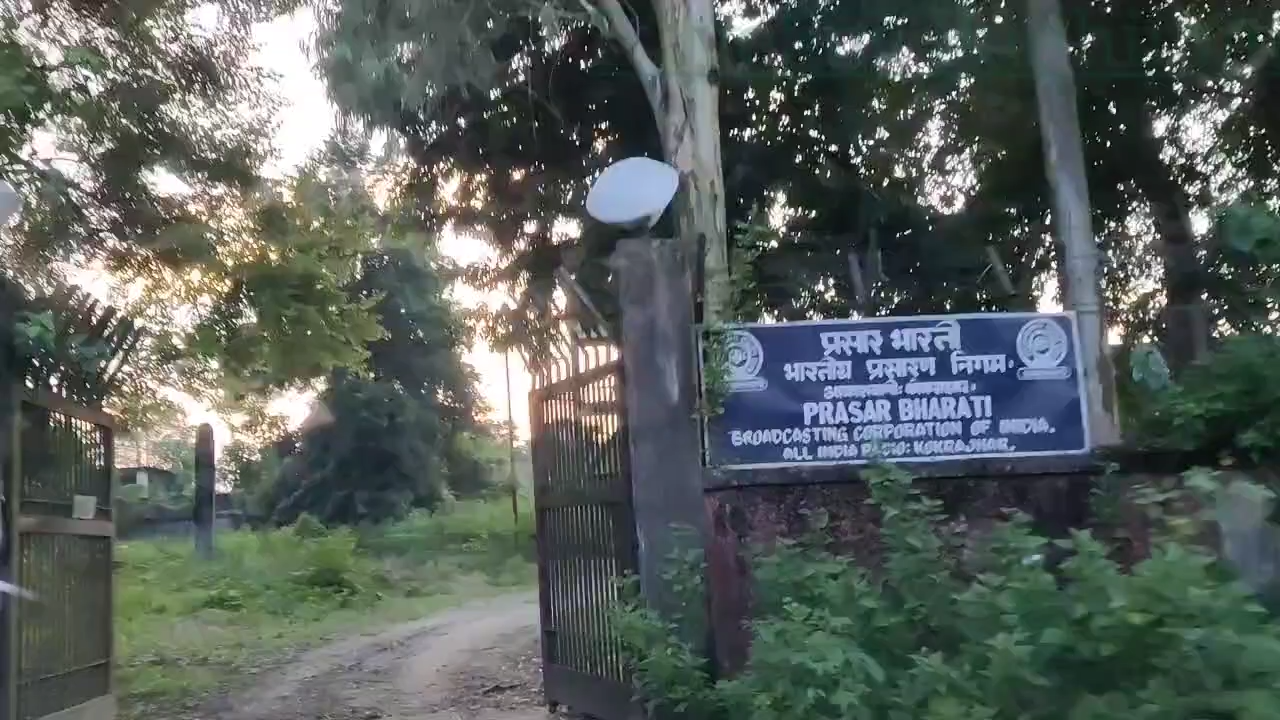 प्रसार भारती
भारतीय प्रसारण निगम.
PRASAR BHARATI
BROADCASTING CORPORATION OF INDIA.
ALL INDIA RADIO: KOKRAJHAR.